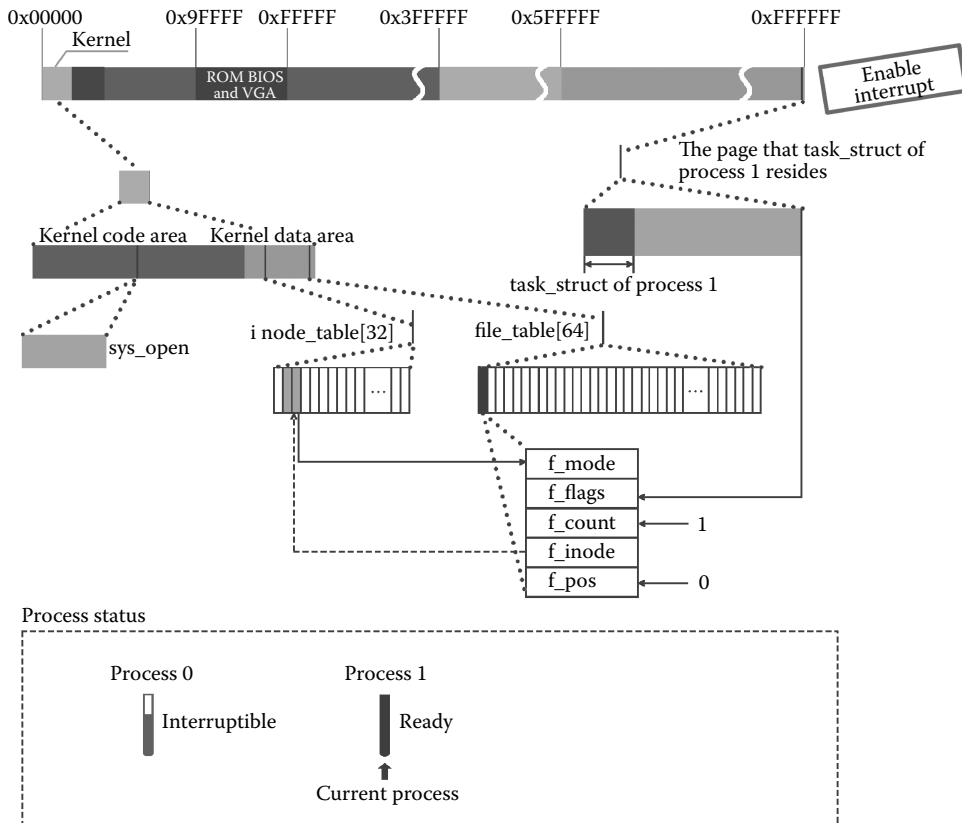 0x00000 0x9FFFF 0xFFFFF 0x3FFFFF 0x5FFFFF 0xFFFFFF
Kernel
ROM BIOS
and VGA
Enable
interrupt
The page that task_struct of
process 1 resides
Kernel code area Kernel data area
task_struct of process 1
sys_open
i node_table[32]
file_table[64]
...
...
f_mode
f_flags
f_count
1
f_inode
f_pos
0
Process status
Process 0
Process 1
Interruptible
Ready
Current process